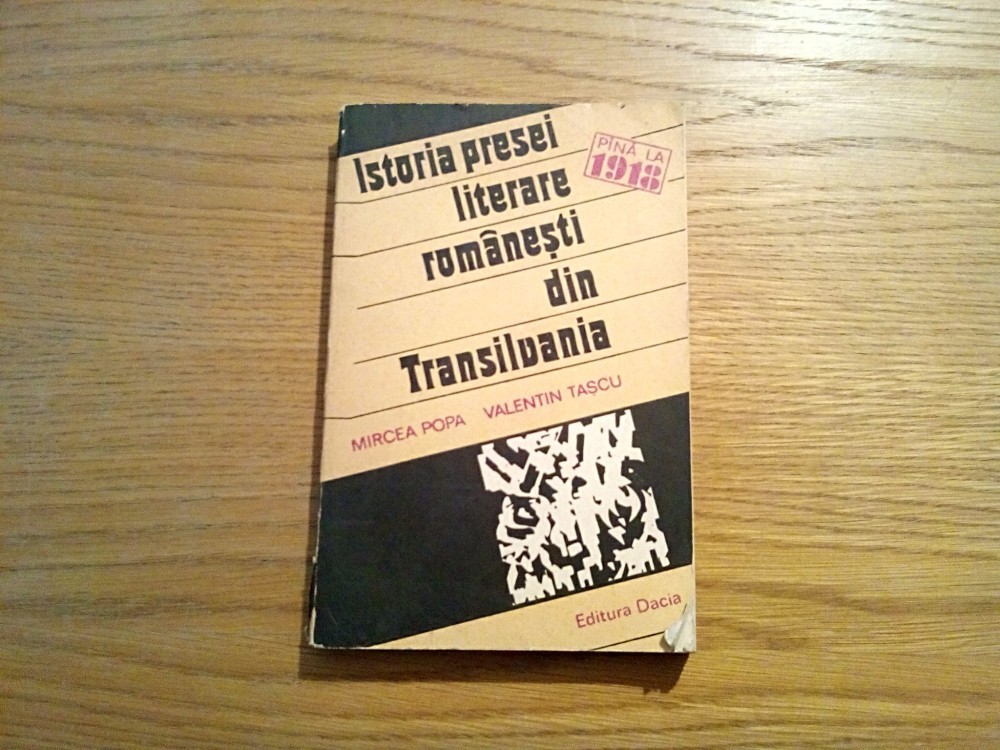 Istoria presei
literare
românești
din
Transilvania
PÎNĂ LA
1918
MIRCEA POPA VALENTIN TAȘCU
Editura Dacia